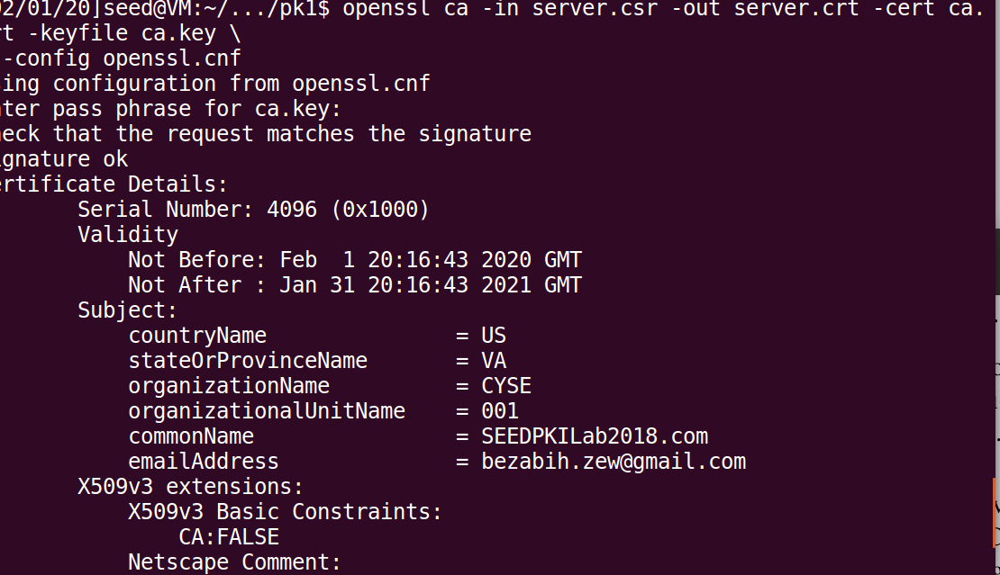 02/01/20]seed@VM:~/.../pk1$ openssl ca -in server.csr -out server.crt -cert ca.
rt -keyfile ca.key \
-config openssl.cnf
ing configuration from openssl.cnf
ter pass phrase for ca.key:
eck that the request matches the signature
gnature ok
ertificate Details:
Serial Number: 4096 (0x1000)
Validity
Not Before: Feb  1 20:16:43 2020 GMT
Not After : Jan 31 20:16:43 2021 GMT
Subject:
countryName               = US
stateOrProvinceName       = VA
organizationName          = CYSE
organizationalUnitName    = 001
commonName                = SEEDPKILab2018.com
emailAddress              = bezabih.zew@gmail.com
X509v3 extensions:
X509v3 Basic Constraints:
CA:FALSE
Netscape Comment: